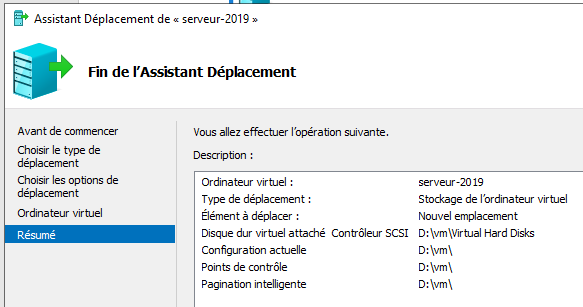 Assistant Déplacement de « serveur-2019 »
Fin de l'Assistant Déplacement
Avant de commencer
Choisir le type de
déplacement
Choisir les options de
déplacement
Ordinateur virtuel
Résumé
Vous allez effectuer l'opération suivante.
Description :
Ordinateur virtuel : serveur-2019
Type de déplacement : Stockage de l'ordinateur virtuel
Élément à déplacer : Nouvel emplacement
Disque dur virtuel attaché Contrôleur SCSI D:\vm\Virtual Hard Disks
Configuration actuelle D:\vm\
Points de contrôle D:\vm\
Pagination intelligente D:\vm\